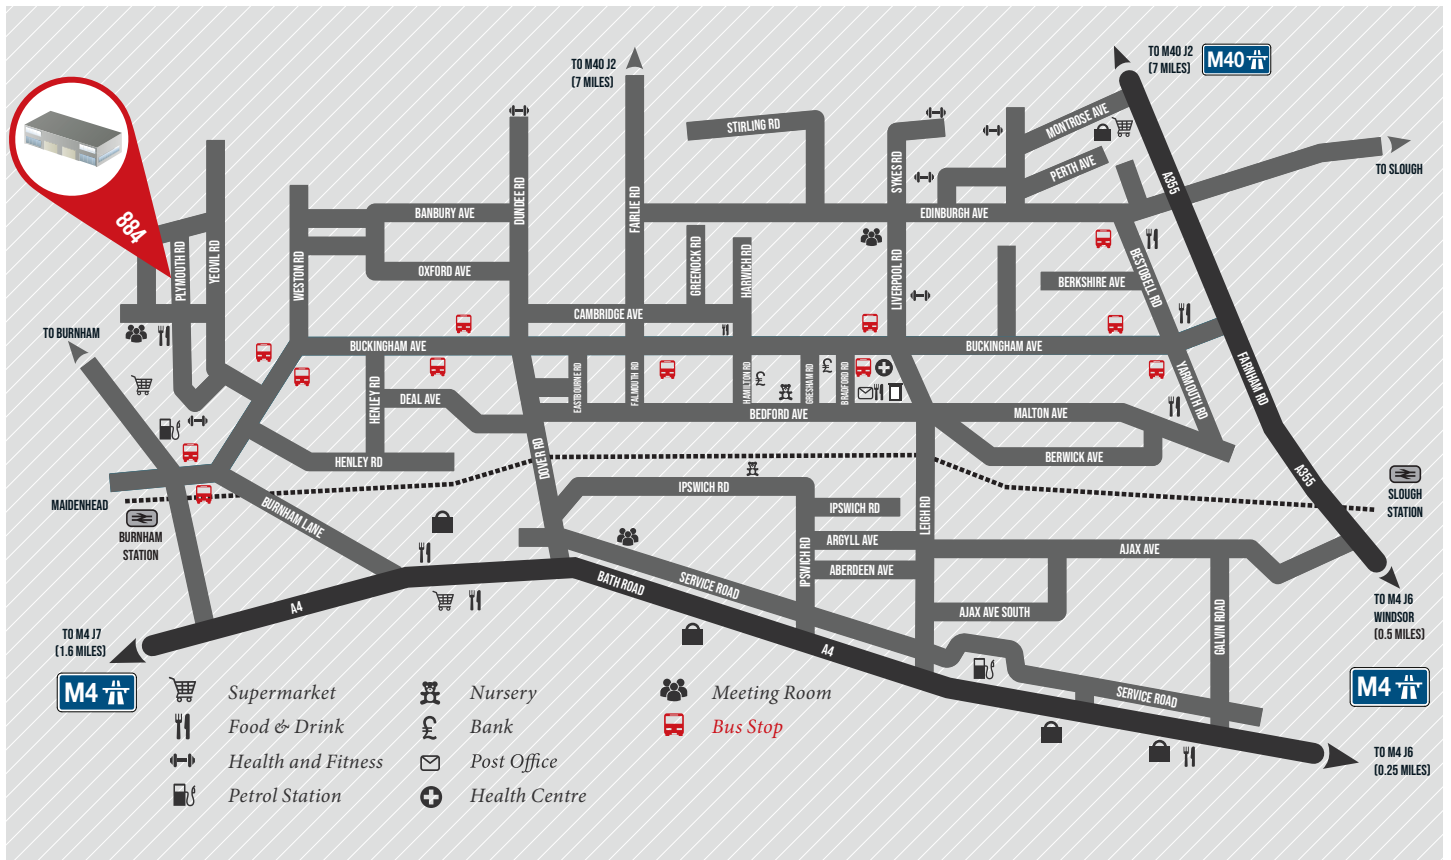 TO M40 J2
(7 MILES)
TO M40 J2
(7 MILES)
M40
TO SLOUGH
884
STIRLING RD
MONTROSE AVE
PERTH AVE
SYKES RD
A355
DUNDEE RD
FAIRLIE RD
BANBURY AVE
EDINBURGH AVE
PLYMOUTH RD
YEOVIL RD
WESTON RD
OXFORD AVE
GREENOCK RD
HARWICH RD
LIVERPOOL RD
BERKSHIRE AVE
BESTOBELL RD
CAMBRIDGE AVE
TO BURNHAM
BUCKINGHAM AVE
BUCKINGHAM AVE
HENLEY RD
DEAL AVE
EASTBOURNE RD
FALMOUTH RD
HAMILTON RD
GRESHAM RD
BRADFORD RD
YARMOUTH RD
FARNHAM RD
BEDFORD AVE
MALTON AVE
HENLEY RD
DOVER RD
BERWICK AVE
A355
MAIDENHEAD
BURNHAM
STATION
BURNHAM LANE
IPSWICH RD
IPSWICH RD
LEIGH RD
SLOUGH
STATION
ARGYLL AVE
IPSWICH RD
ABERDEEN AVE
AJAX AVE
BATH ROAD
SERVICE ROAD
A4
AJAX AVE SOUTH
GALVIN ROAD
TO M4 J6
WINDSOR
(0.5 MILES)
TO M4 J7
(1.6 MILES)
M4
A4
SERVICE ROAD
M4
TO M4 J6
(0.25 MILES)
Supermarket
Food & Drink
Health and Fitness
Petrol Station
Nursery
£ Bank
Post Office
Health Centre
Meeting Room
Bus Stop